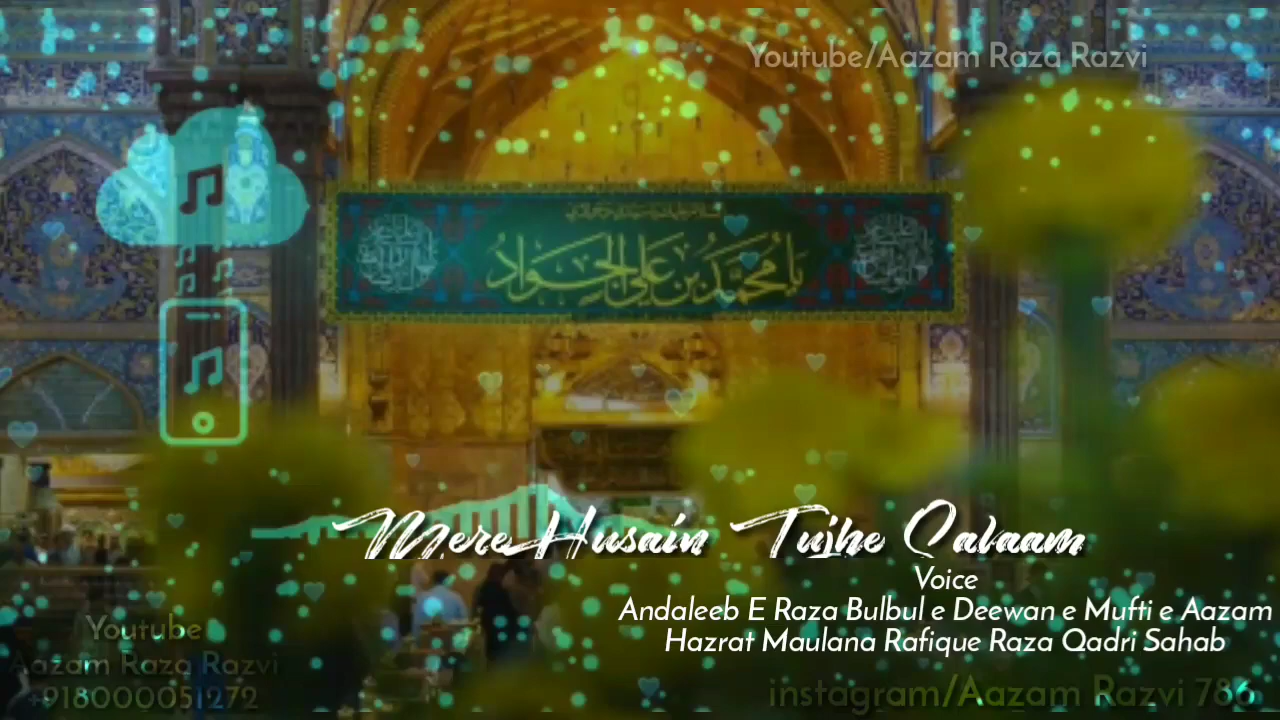 Youtube/Aazam Raza Razvi
يا محمد بن علي الجواد
Mere Husain Tujhe Salaam
Voice
Andaleeb E Raza Bulbul e Deewan e Mufti e Aazam
Hazrat Maulana Rafique Raza Qadri Sahab
Youtube
Aazam Raza Razvi
+918000051272
instagram/Aazam Razvi 786